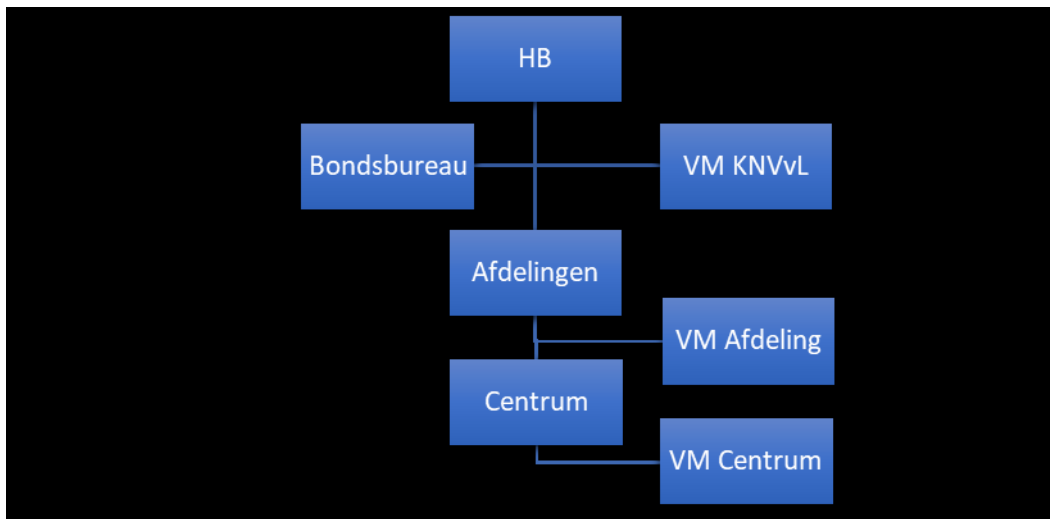 HB
Bondsbureau
VM KNVvL
Afdelingen
VM Afdeling
Centrum
VM Centrum